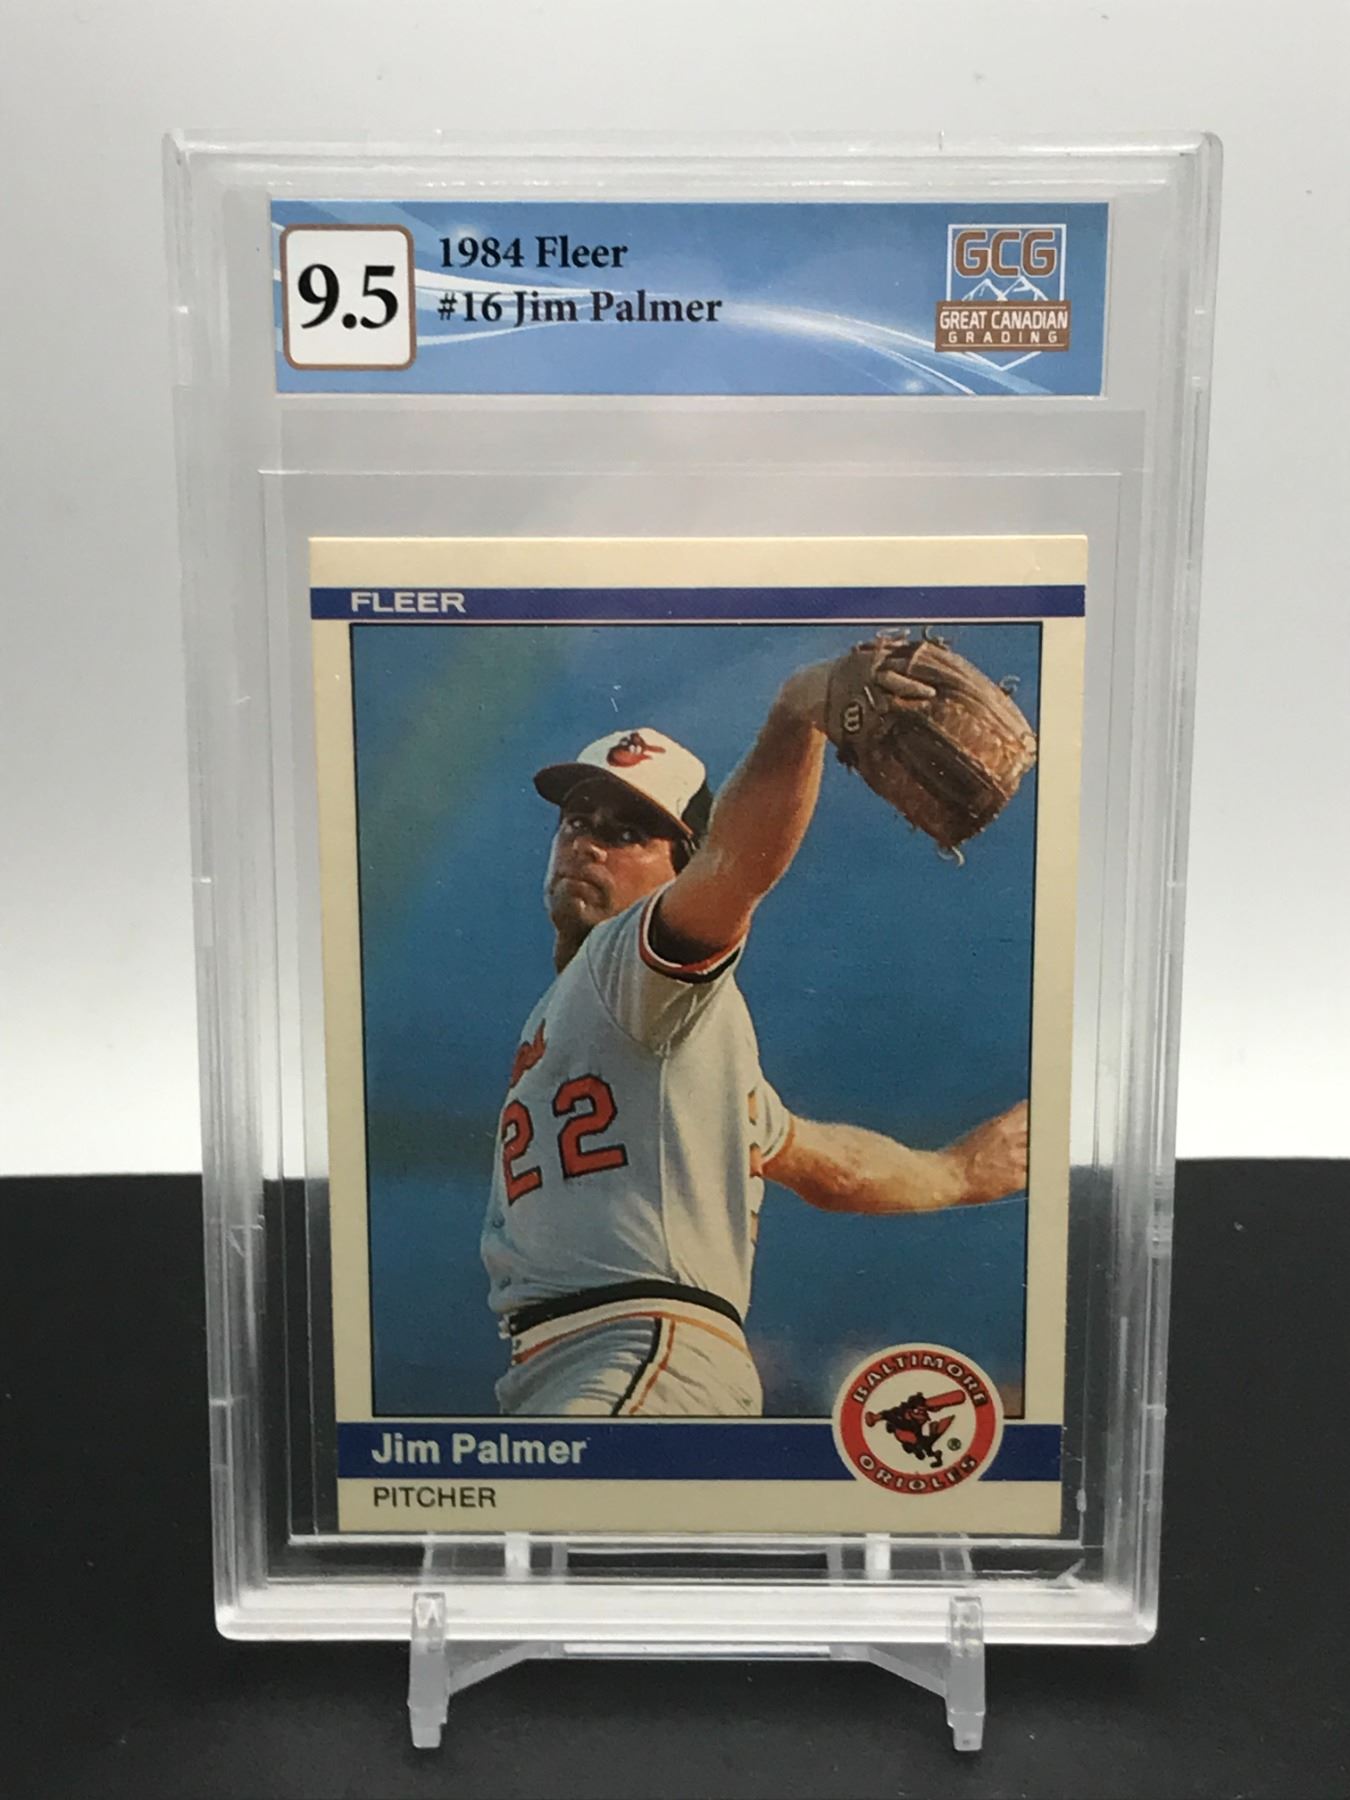 9.5
1984 Fleer
#16 Jim Palmer
GCG
GREAT CANADIAN
GRADING
FLEER
22
BALTIMORE
ORIOLES
®
Jim Palmer
PITCHER